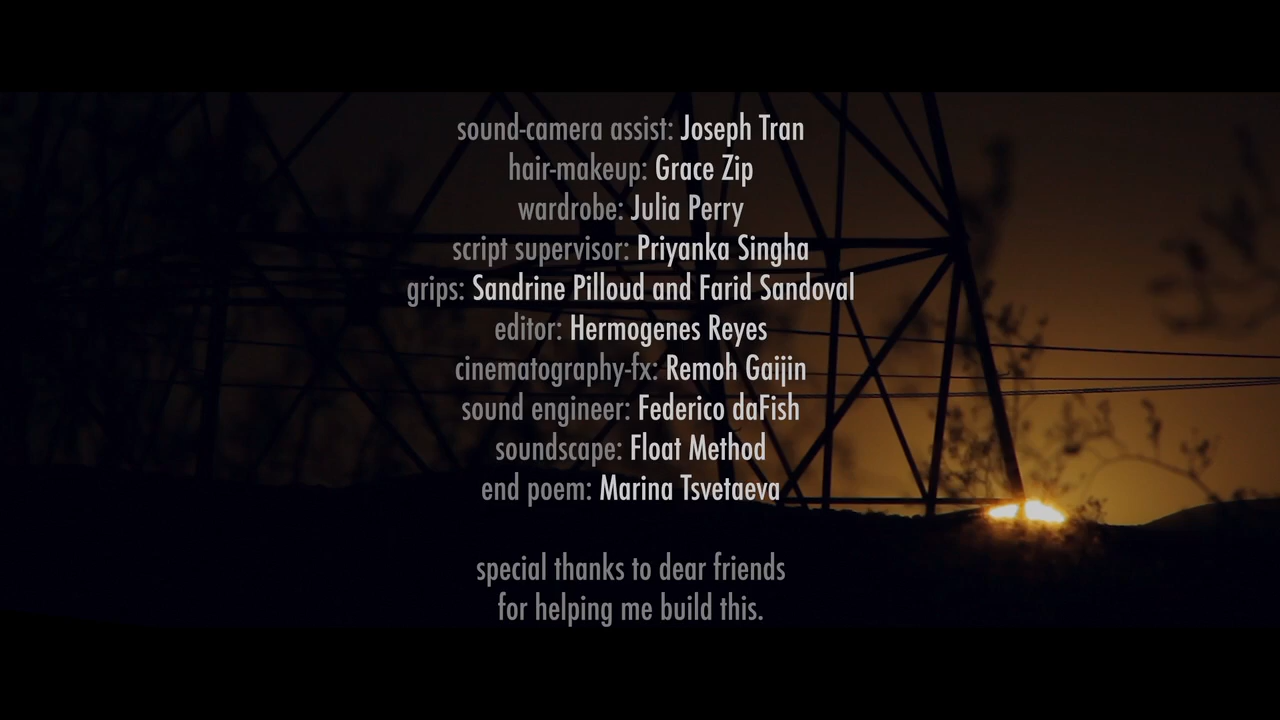 sound-camera assist: Joseph Tran
hair-makeup: Grace Zip
wardrobe: Julia Perry
script supervisor: Priyanka Singha
grips: Sandrine Pilloud and Farid Sandoval
editor: Hermogenes Reyes
cinematography-fx: Remoh Gaijin
sound engineer: Federico daFish
soundscape: Float Method
end poem: Marina Tsvetaeva
special thanks to dear friends
for helping me build this.